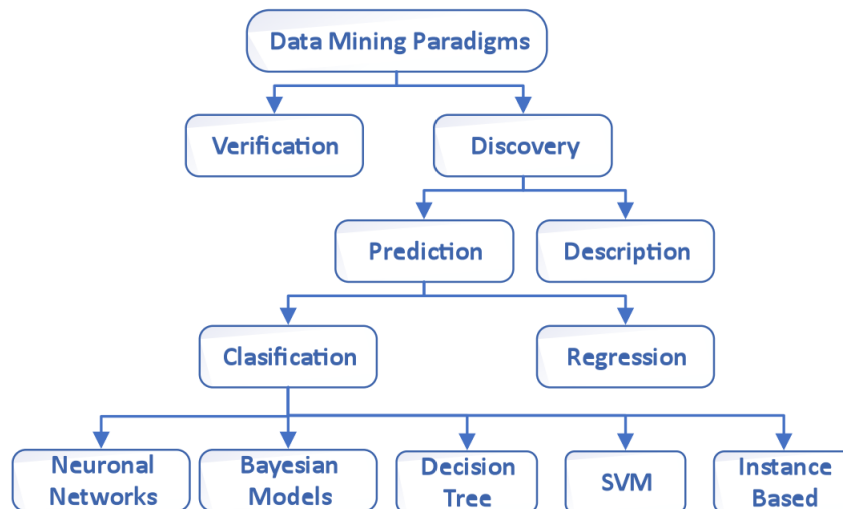 Data Mining Paradigms
Verification
Discovery
Prediction
Description
Clasification
Regression
Neuronal
Networks
Bayesian
Models
Decision
Tree
SVM
Instance
Based